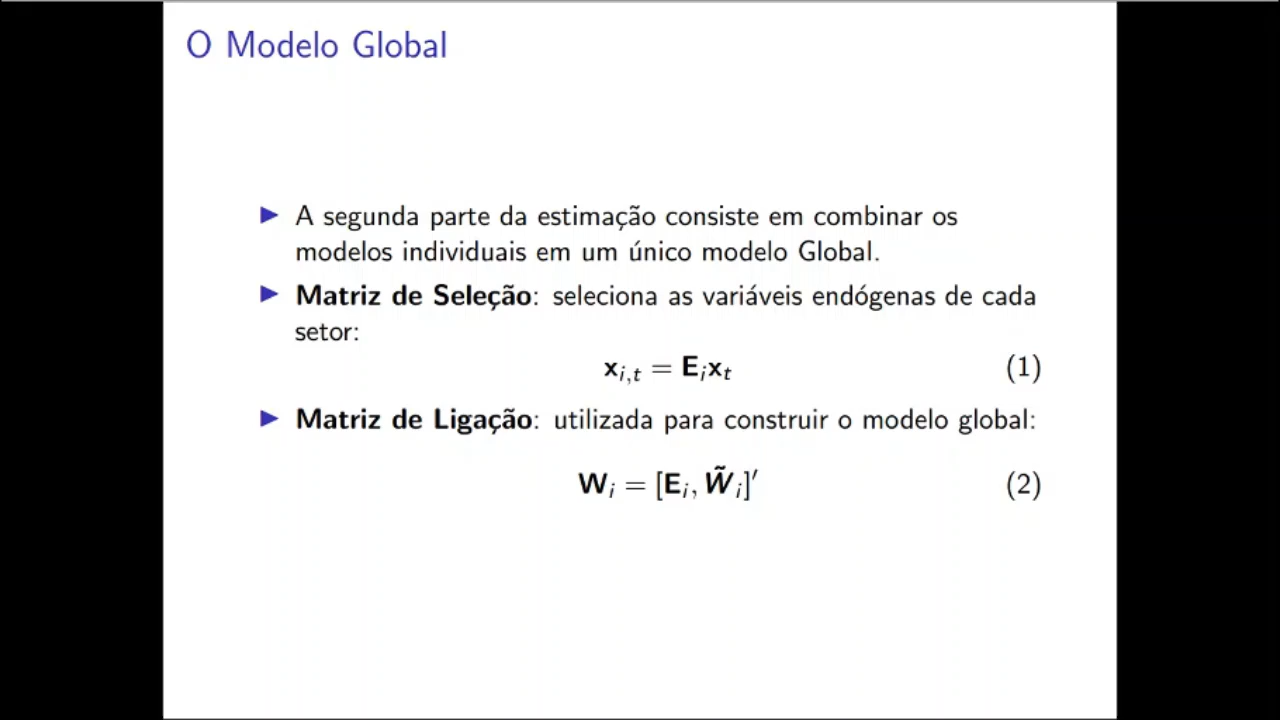 O Modelo Global
▶ A segunda parte da estimação consiste em combinar os
modelos individuais em um único modelo Global.
▶ Matriz de Seleção: seleciona as variáveis endógenas de cada
setor:
x_{i,t} = E_i x_t (1)
▶ Matriz de Ligação: utilizada para construir o modelo global:
W_i = [E_i, W̃_i]′ (2)